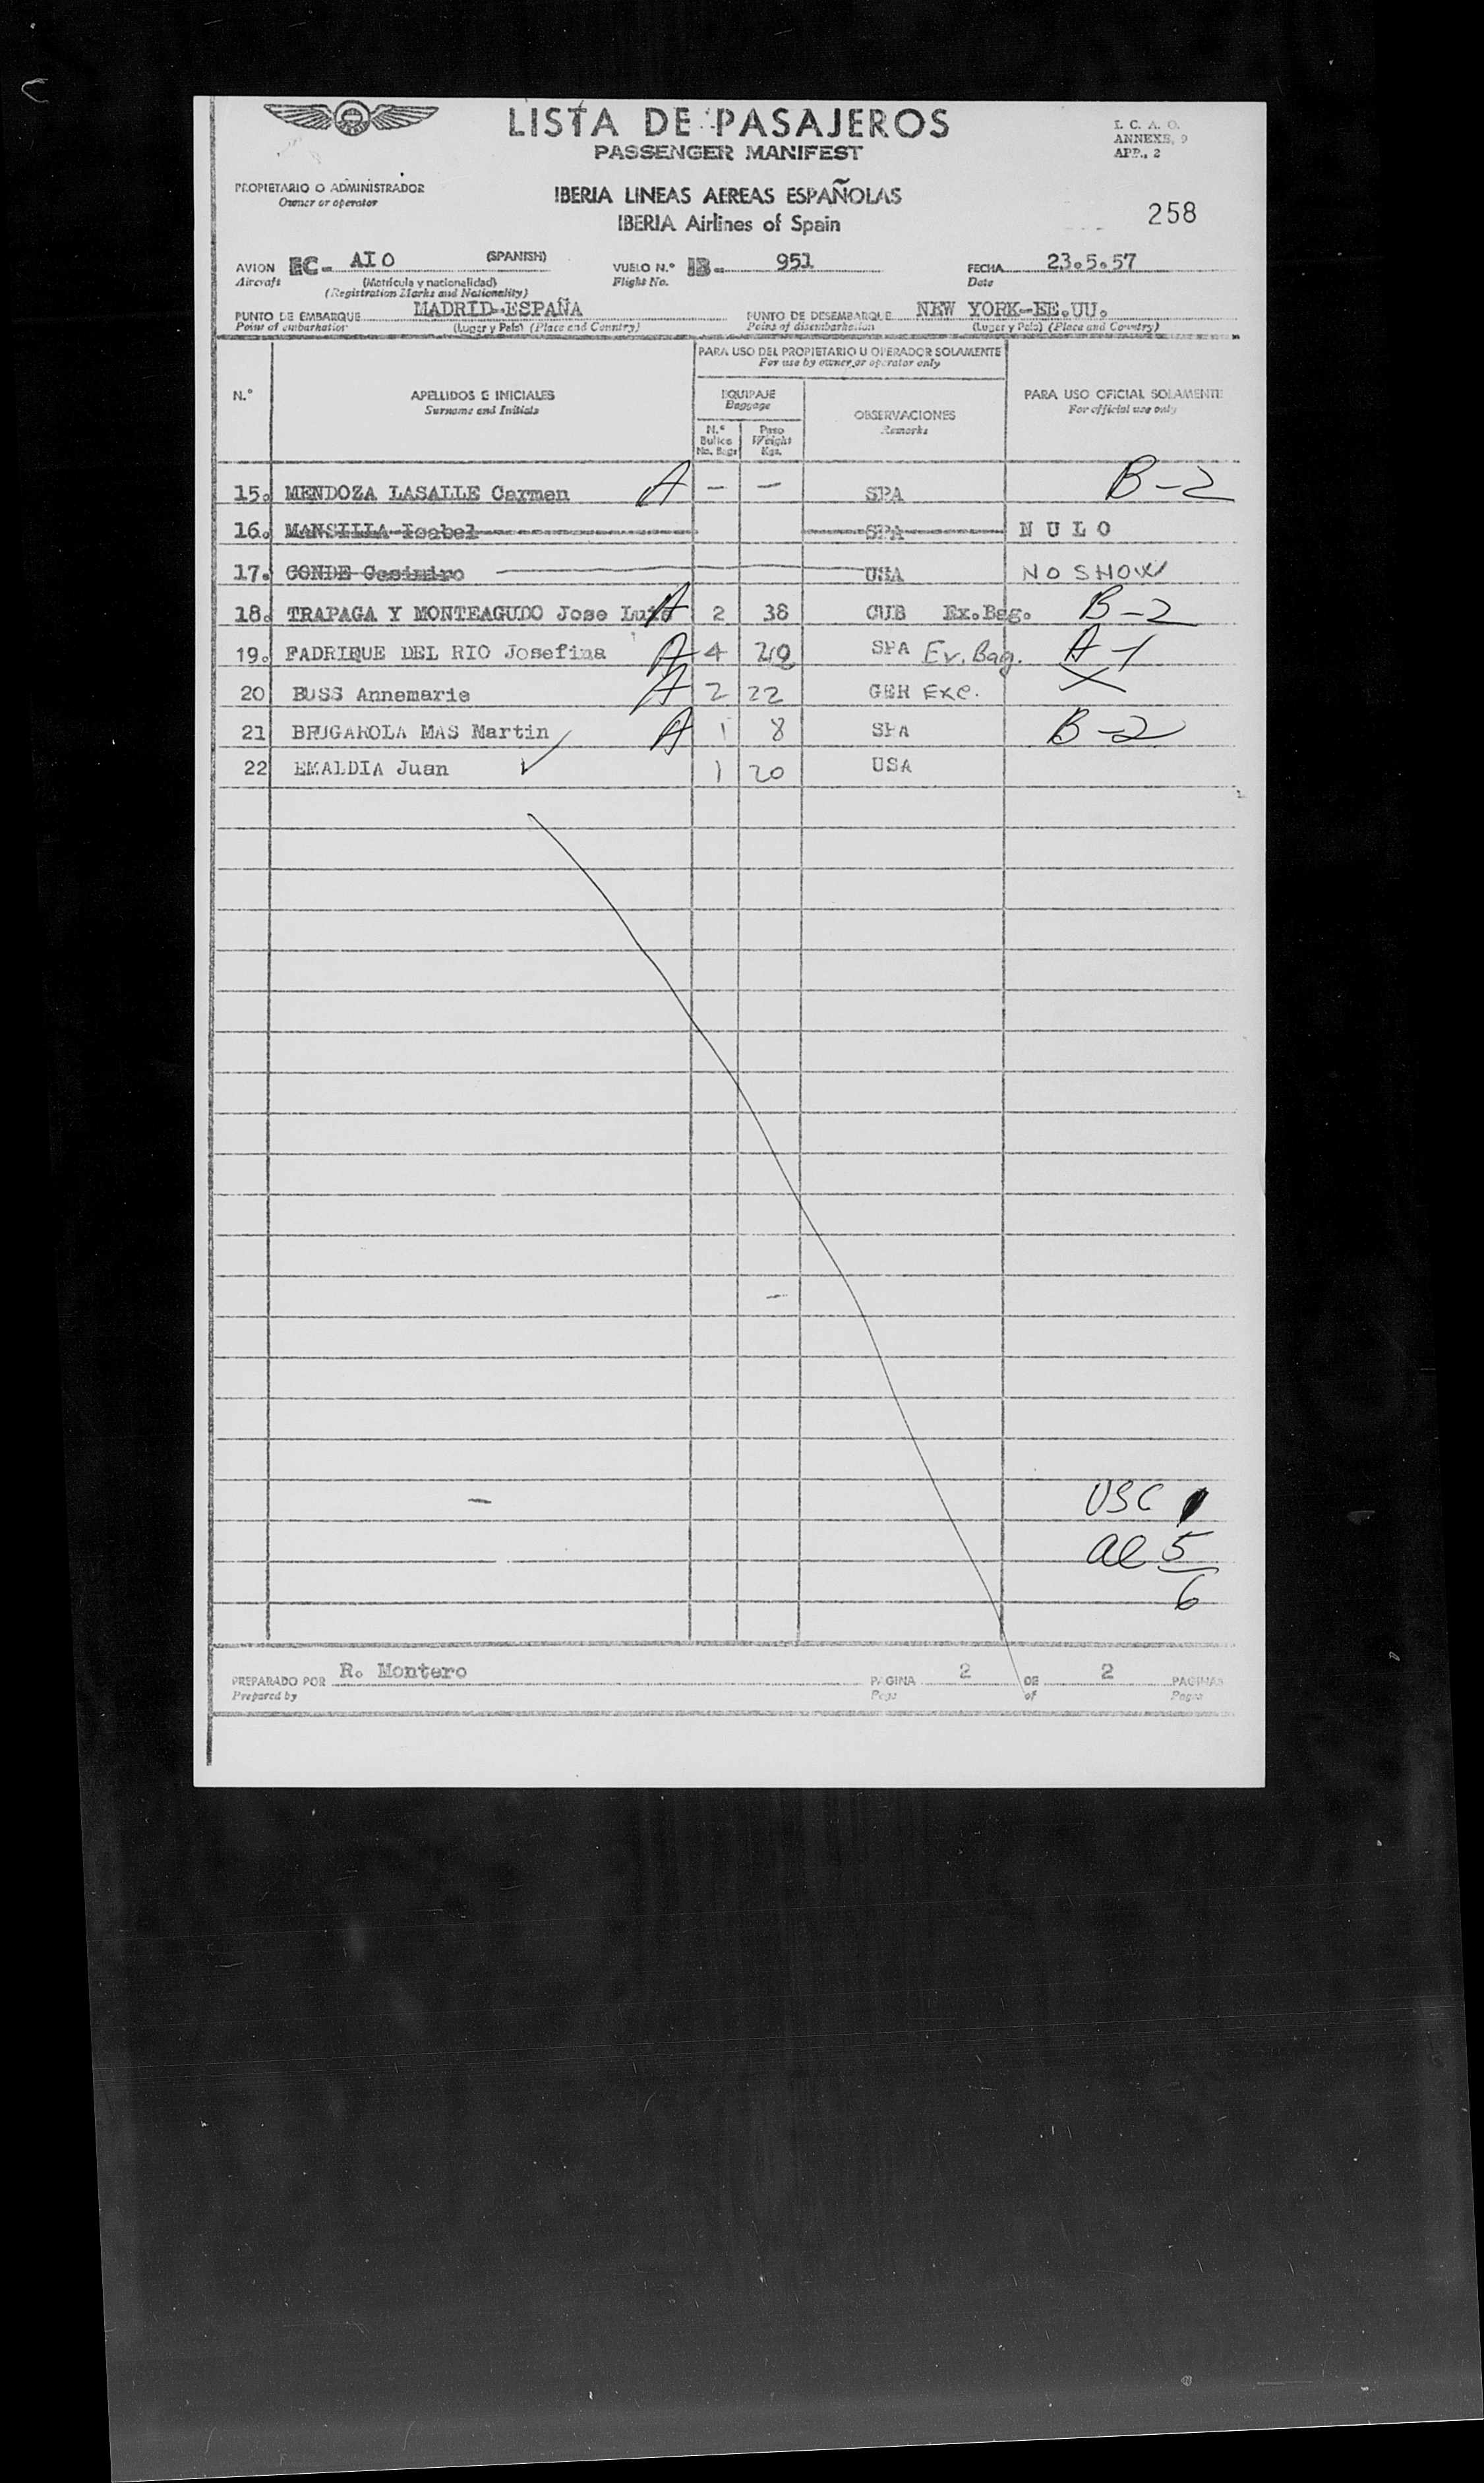 LISTA DE PASAJEROS
PASSENGER MANIFEST
I. C. A. O.
ANNEXE, 9
APP., 2
PROPIETARIO O ADMINISTRADOR
Owner or operator
IBERIA LINEAS AEREAS ESPAÑOLAS
IBERIA Airlines of Spain
258
AVION EC- AIO (SPANISH) VUELO N.° IB- 951 FECHA 23.5.57
Aircraft (Matrícula y nacionalidad) Flight No. Date
(Registration Marks and Nationality)
PUNTO DE EMBARQUE MADRID-ESPAÑA PUNTO DE DESEMBARQUE NEW YORK-EE.UU.
Point of embarkation (Lugar y País) (Place and Country) Point of disembarkation (Lugar y País) (Place and Country)
PARA USO DEL PROPIETARIO U OPERADOR SOLAMENTE
For use by owner or operator only
N.° APELLIDOS E INICIALES EQUIPAJE OBSERVACIONES PARA USO OFICIAL SOLAMENTE
Surname and Initials Baggage Remarks For official use only
N.° Bultos Peso
No. Bags Weight Kgs.
15. MENDOZA LASALLE Carmen A - - SPA B-2
16. MANSILLA Isabel SPA NULO
17. CONDE Casimiro USA NO SHOW
18. TRAPAGA Y MONTEAGUDO Jose Luis A 2 38 CUB Ex.Bag. B-2
19. FADRIQUE DEL RIO Josefina A 4 SPA Ex. Bag. A-1
20 BUSS Annemarie A 2 22 GER Exc. X
21 BRUGAROLA MAS Martin A 1 8 SPA B-2
22 EMALDIA Juan ✓ 1 20 USA
USC 1
al 5
6
PREPARADO POR R. Montero PAGINA 2 DE 2 PAGINAS
Prepared by Page of Pages